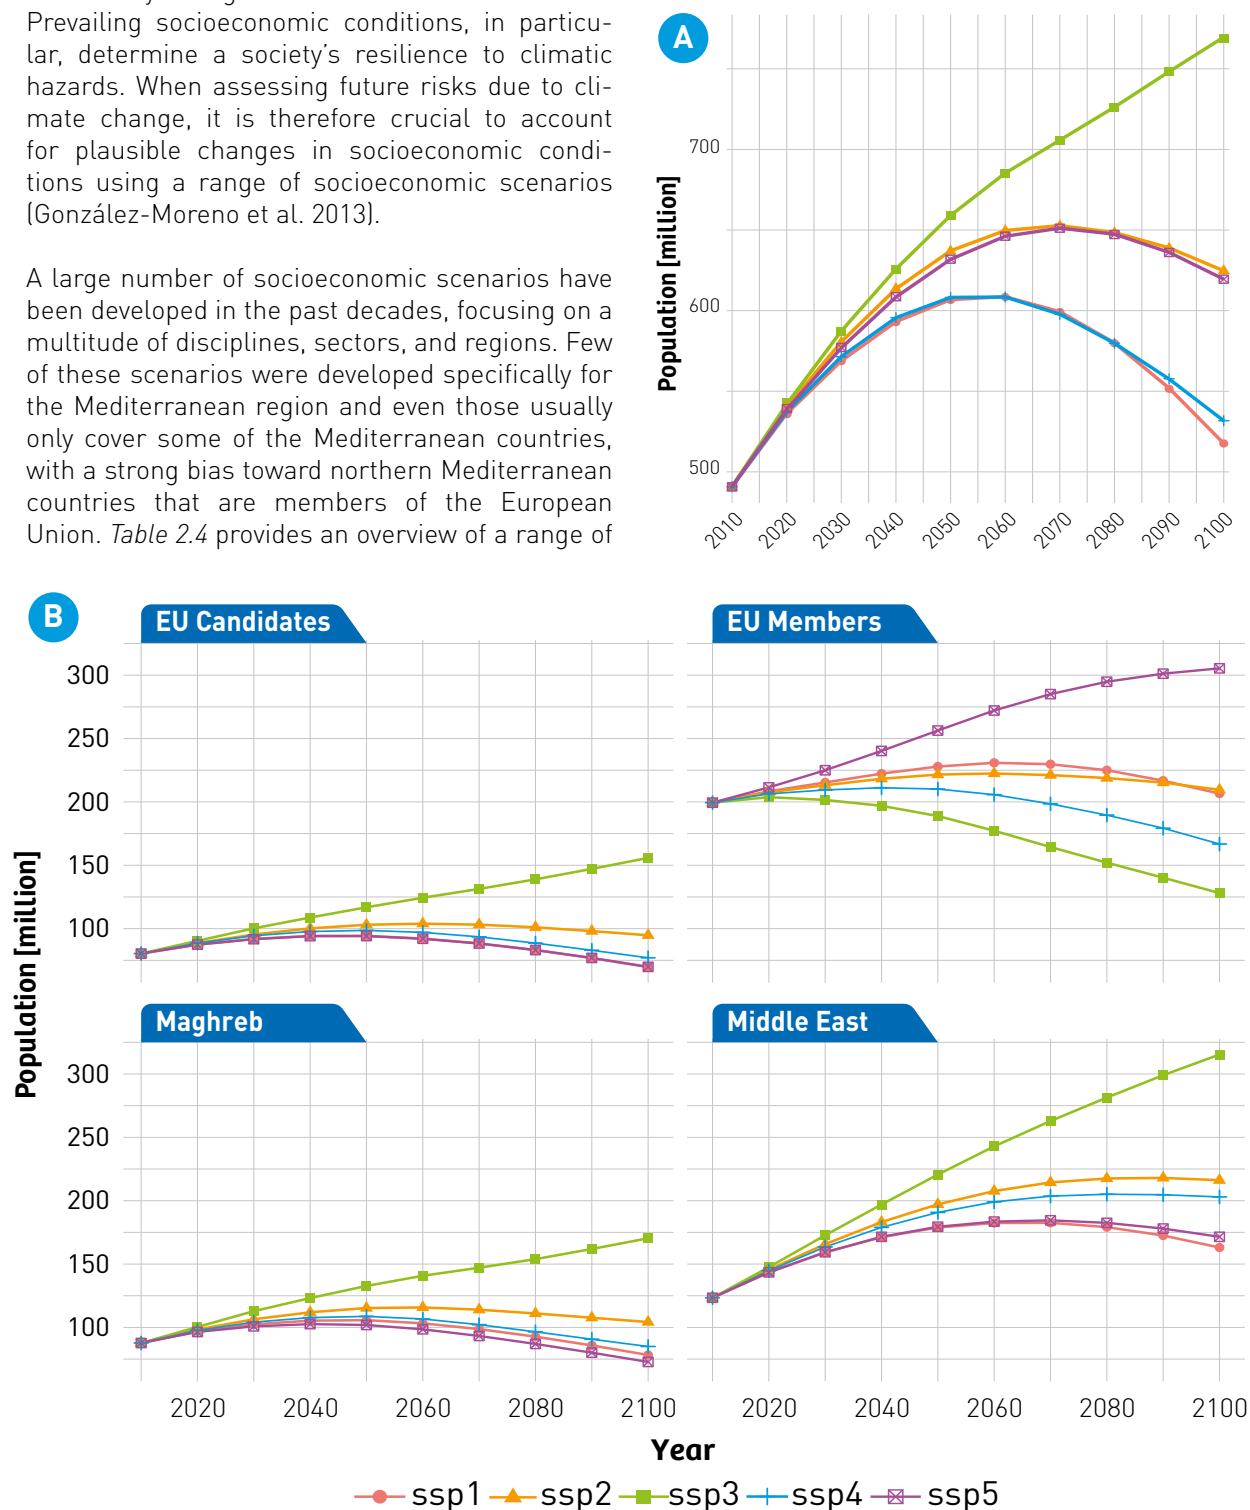 Prevailing socioeconomic conditions, in particu-
lar, determine a society's resilience to climatic
hazards. When assessing future risks due to cli-
mate change, it is therefore crucial to account
for plausible changes in socioeconomic condi-
tions using a range of socioeconomic scenarios
(González-Moreno et al. 2013).
A large number of socioeconomic scenarios have
been developed in the past decades, focusing on a
multitude of disciplines, sectors, and regions. Few
of these scenarios were developed specifically for
the Mediterranean region and even those usually
only cover some of the Mediterranean countries,
with a strong bias toward northern Mediterranean
countries that are members of the European
Union. Table 2.4 provides an overview of a range of
A
Population [million]
700
600
500
2010 2020 2030 2040 2050 2060 2070 2080 2090 2100
B
Population [million]
EU Candidates
EU Members
300
250
200
150
100
Maghreb
Middle East
300
250
200
150
100
2020 2040 2060 2080 2100
2020 2040 2060 2080 2100
Year
ssp1 ssp2 ssp3 ssp4 ssp5